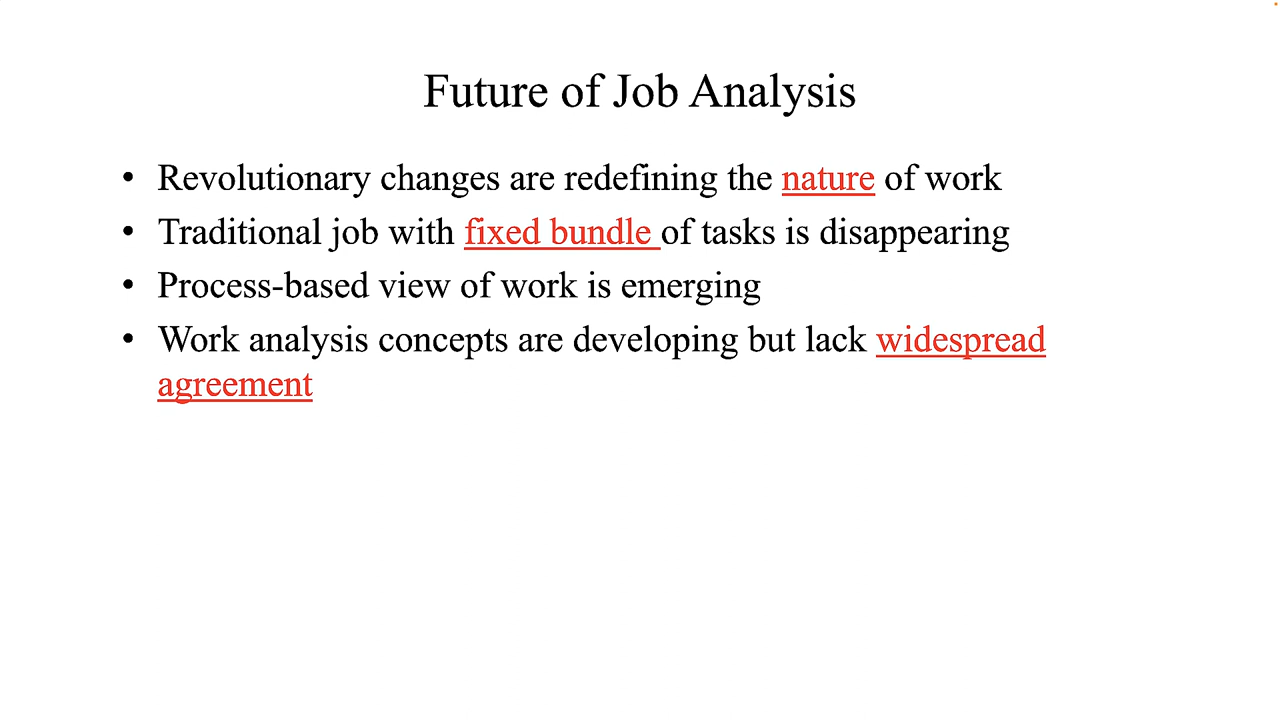 Future of Job Analysis
• Revolutionary changes are redefining the nature of work
• Traditional job with fixed bundle of tasks is disappearing
• Process-based view of work is emerging
• Work analysis concepts are developing but lack widespread
agreement